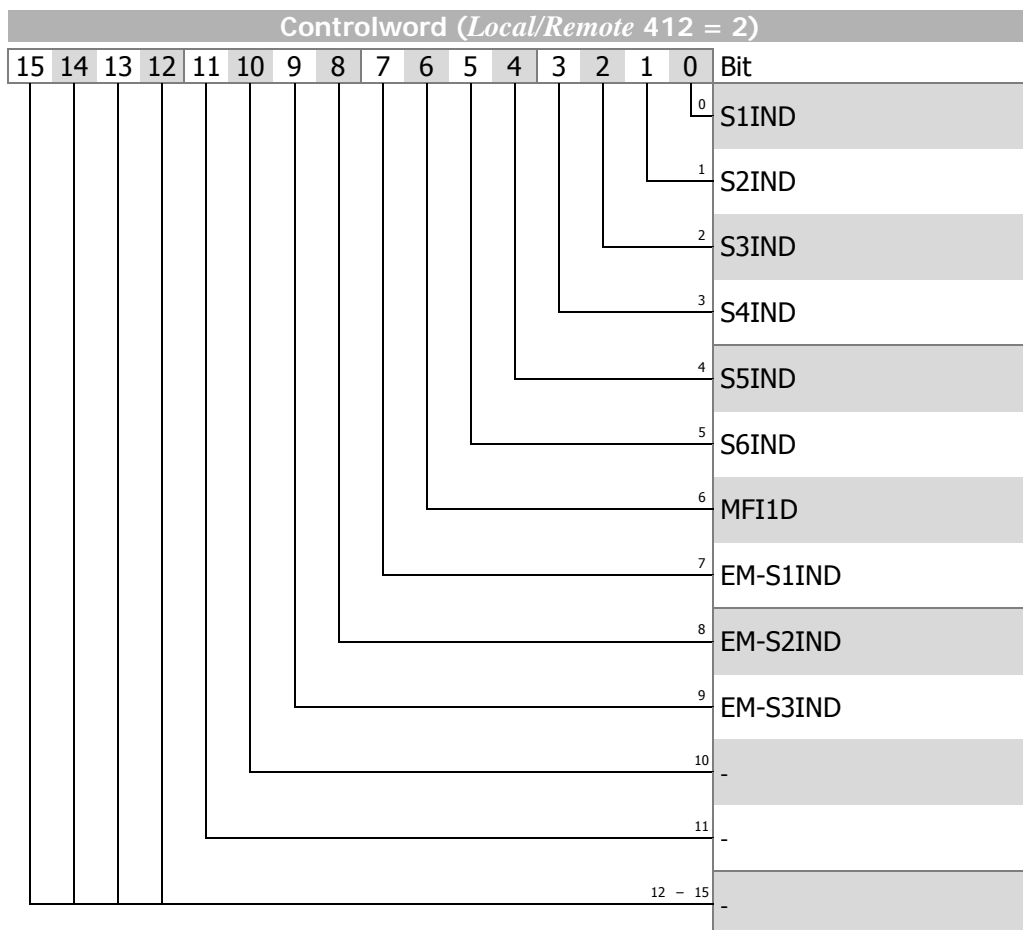 Controlword (Local/Remote 412 = 2)
15 14 13 12 11 10 9 8 7 6 5 4 3 2 1 0 Bit
0 S1IND
1 S2IND
2 S3IND
3 S4IND
4 S5IND
5 S6IND
6 MFI1D
7 EM-S1IND
8 EM-S2IND
9 EM-S3IND
10 -
11 -
12 – 15 -